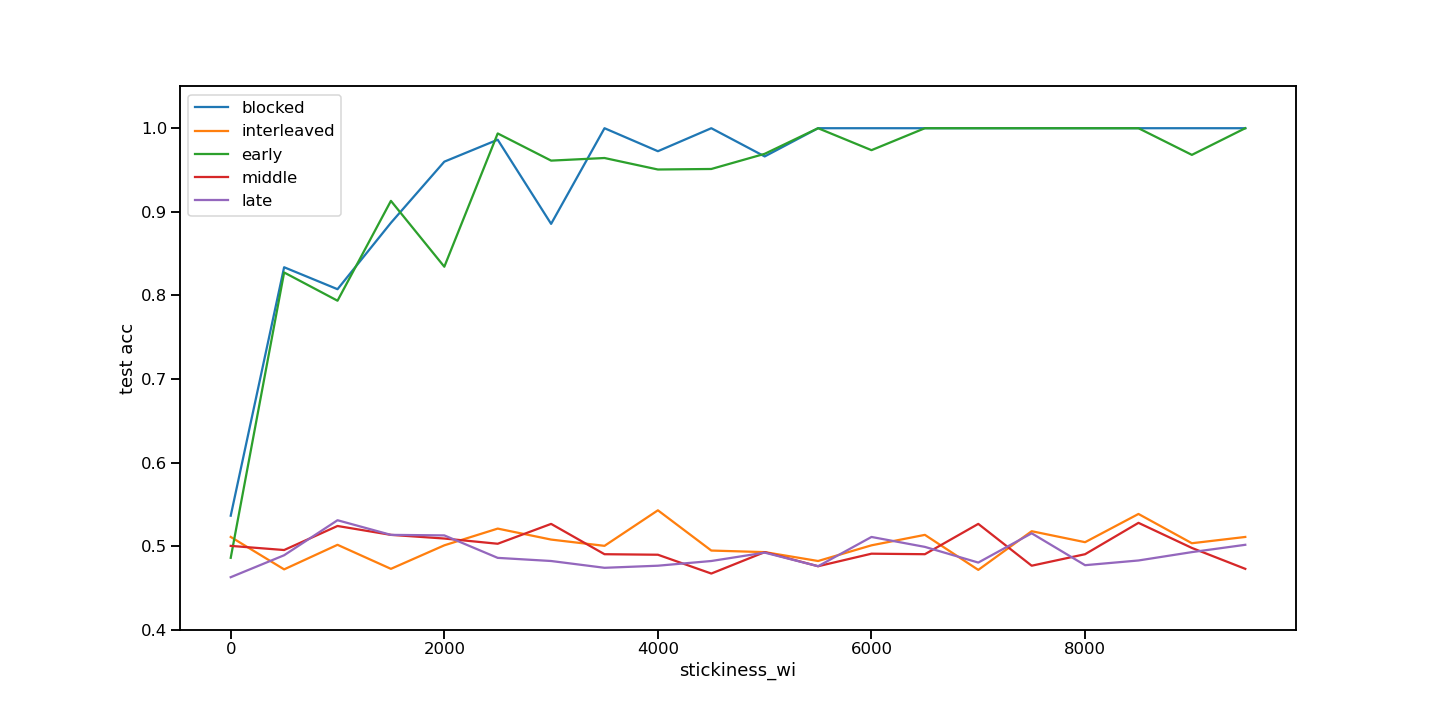 blocked
interleaved
early
middle
late
1.0
0.9
0.8
0.7
0.6
0.5
0.4
test acc
0 2000 4000 6000 8000
stickiness_wi